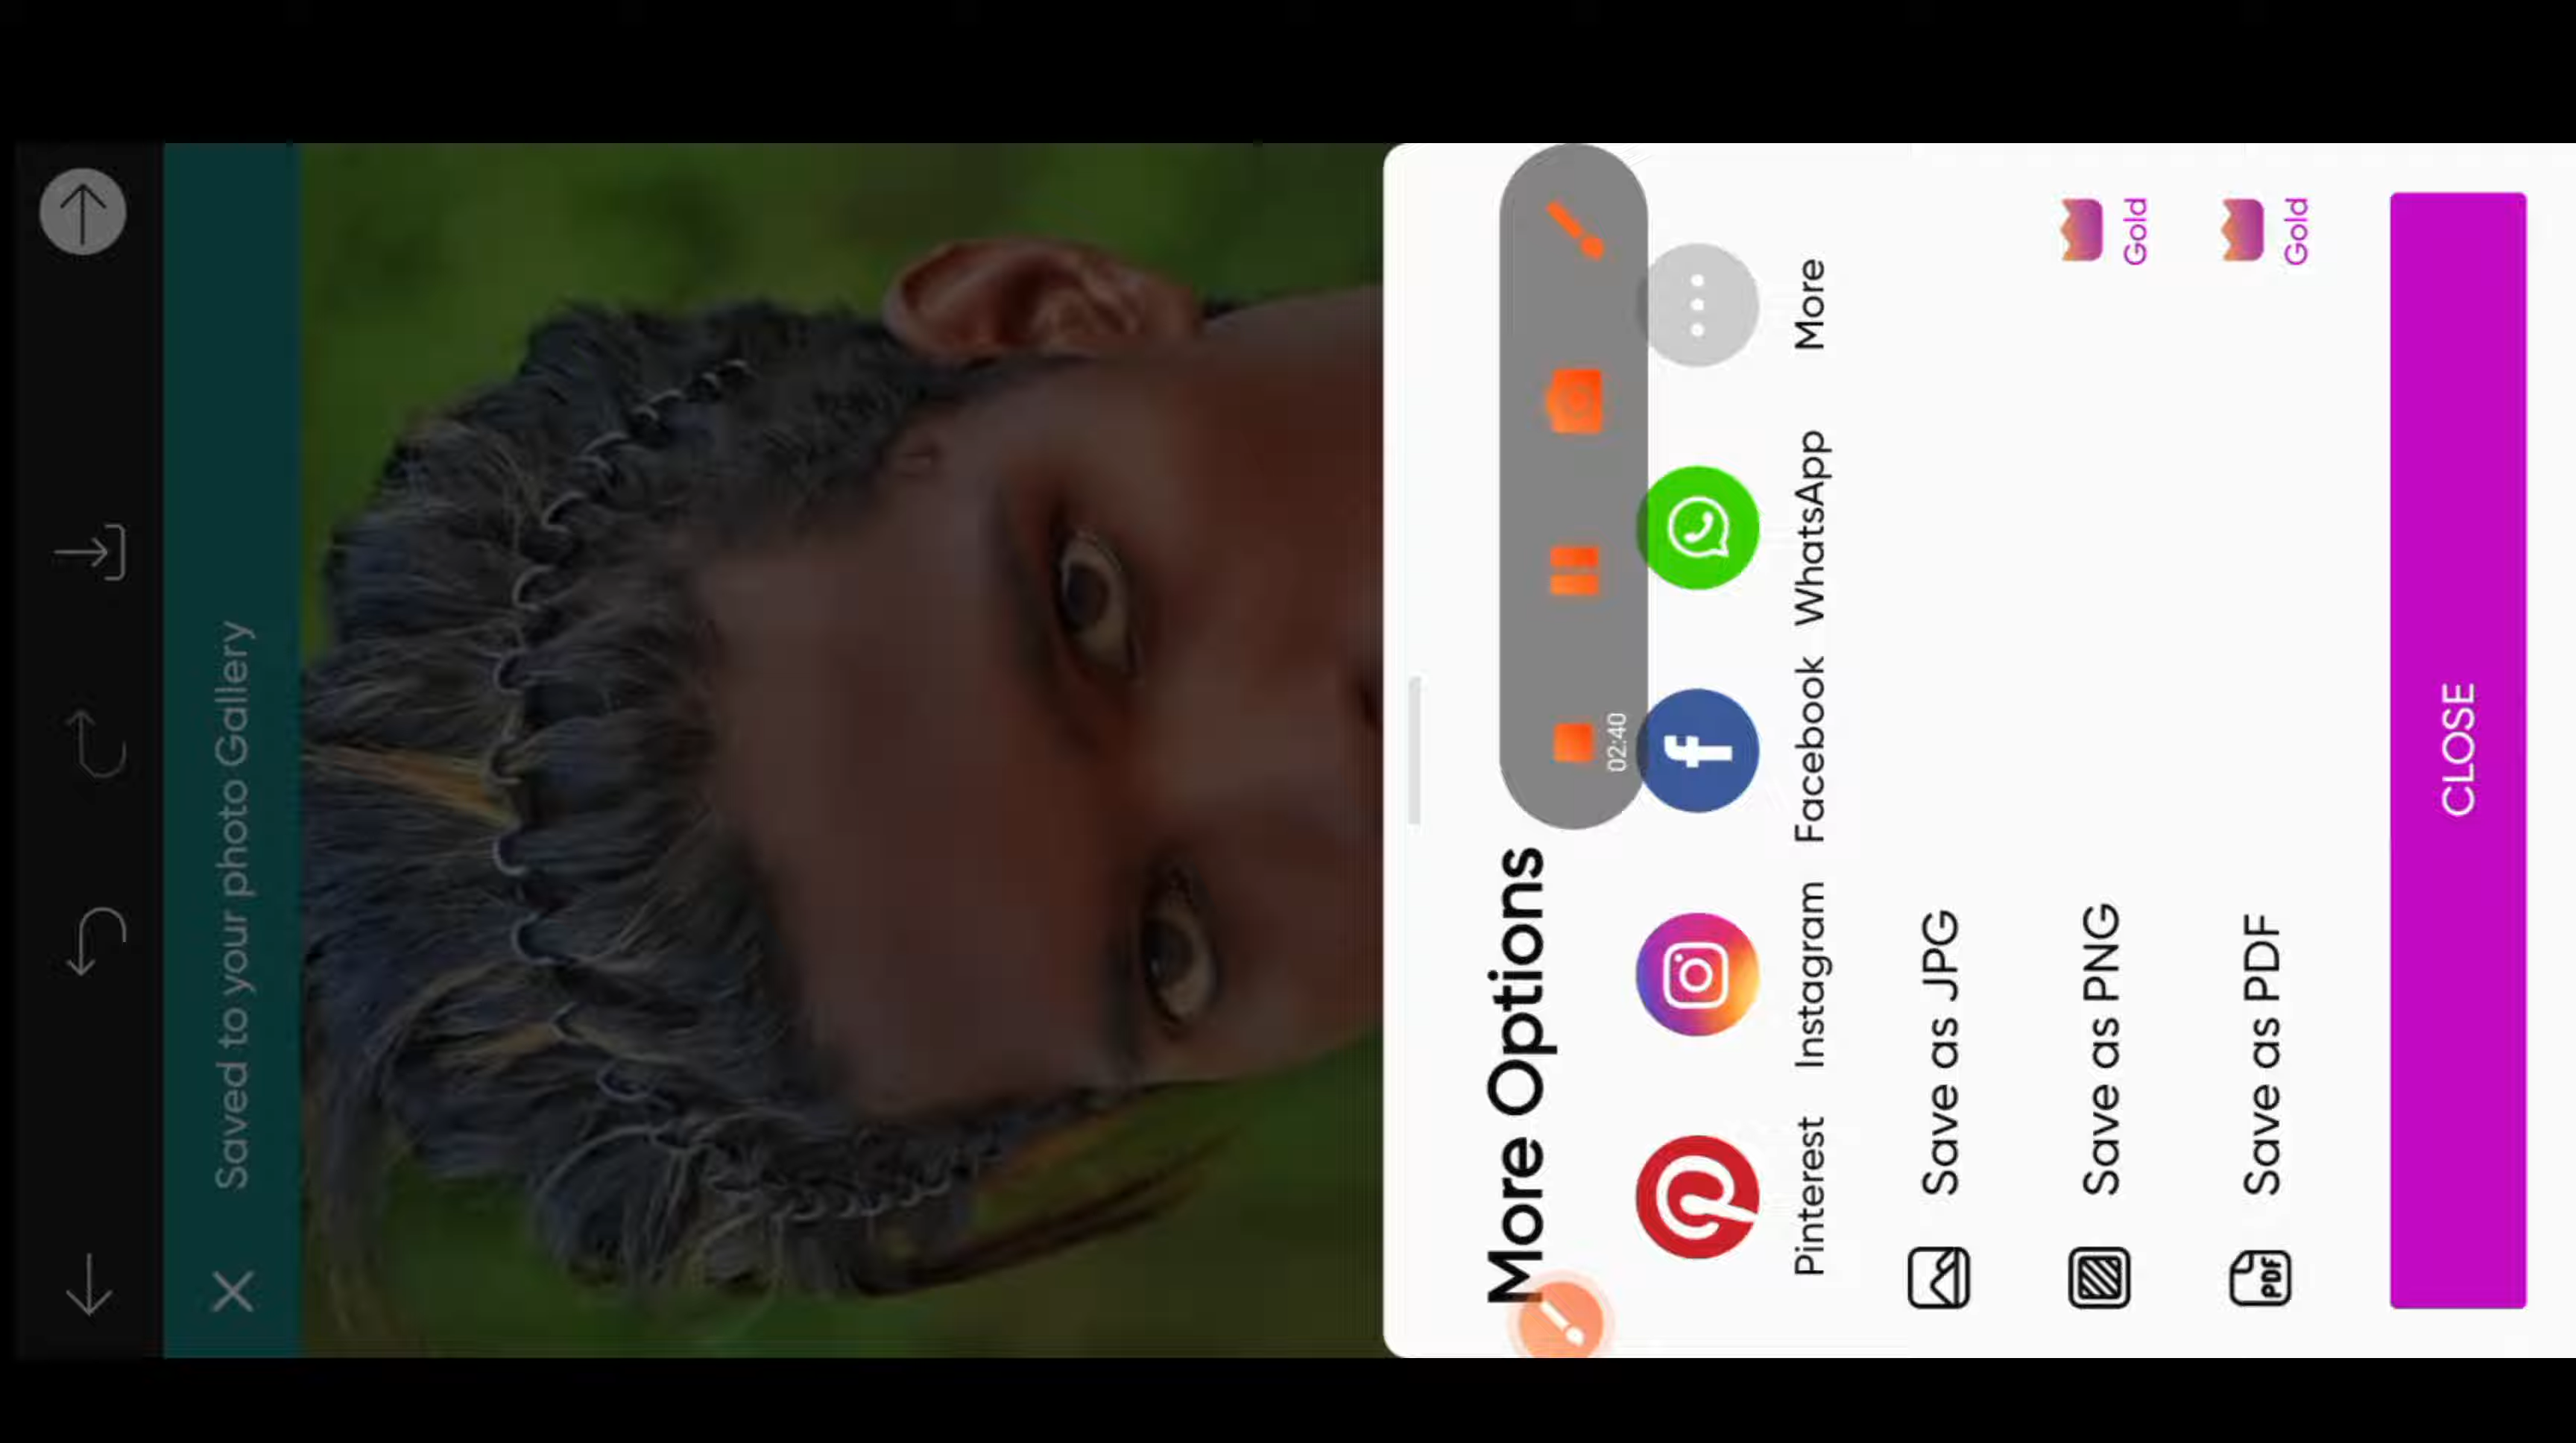 Saved to your photo Gallery
More Options
02:40
Pinterest Instagram Facebook WhatsApp More
Save as JPG
Save as PNG Gold
PDF Save as PDF Gold
CLOSE